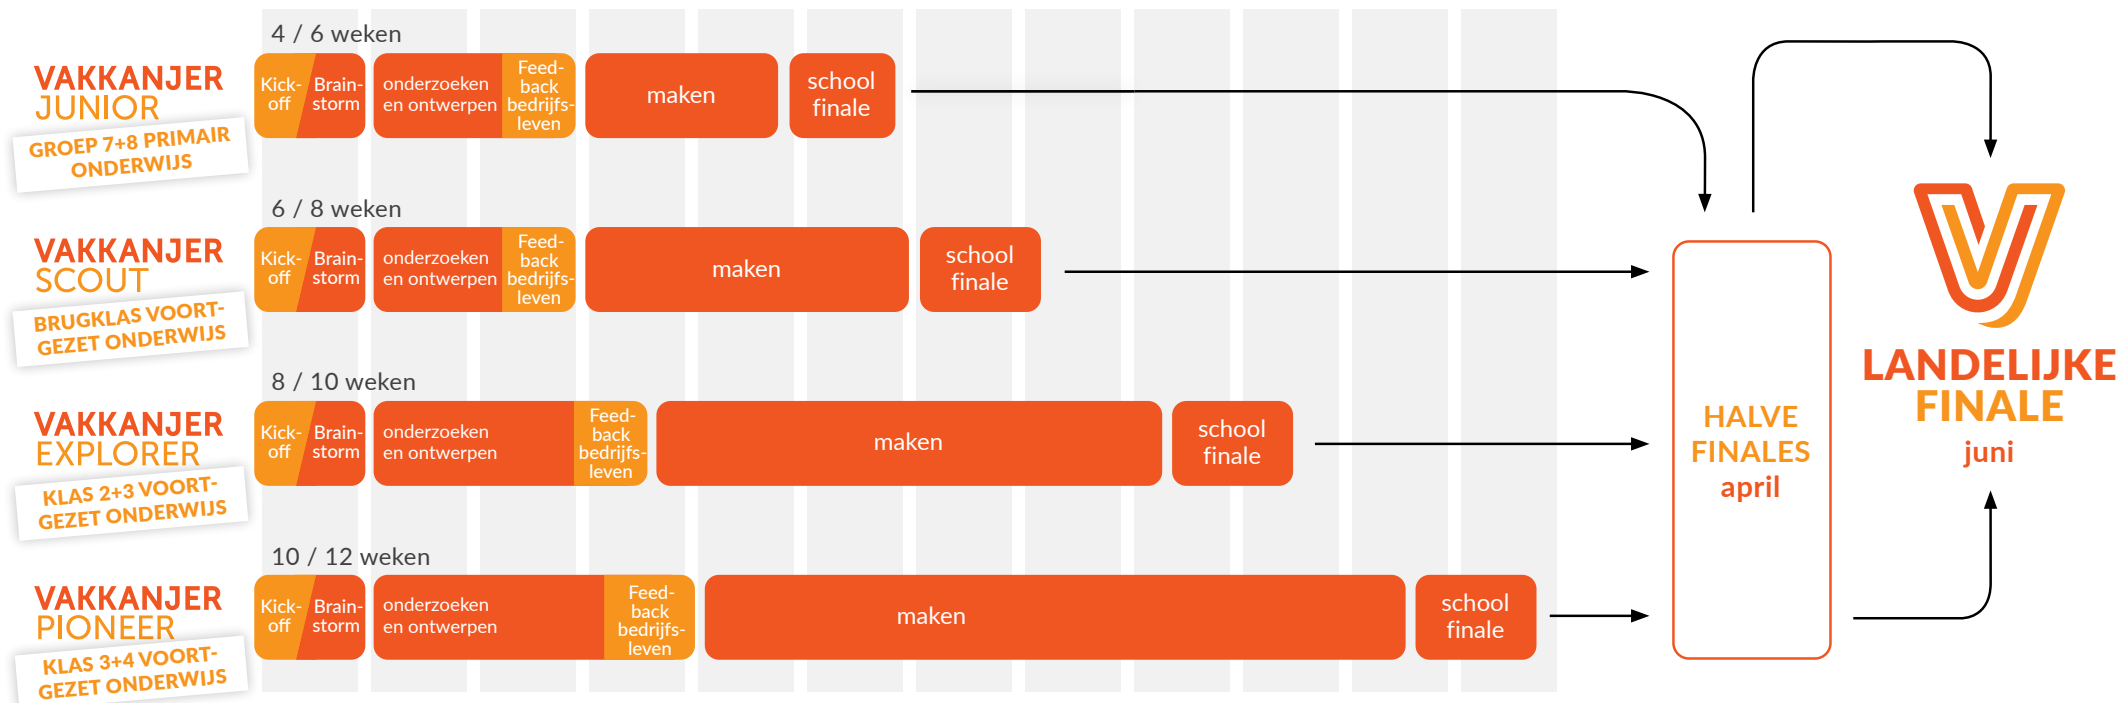 4 / 6 weken
VAKKANJER
JUNIOR
GROEP 7+8 PRIMAIR
ONDERWIJS
Kick-
off
Brain-
storm
onderzoeken
en ontwerpen
Feed-
back
bedrijfs-
leven
maken
school
finale
6 / 8 weken
VAKKANJER
SCOUT
BRUGKLAS VOORT-
GEZET ONDERWIJS
Kick-
off
Brain-
storm
onderzoeken
en ontwerpen
Feed-
back
bedrijfs-
leven
maken
school
finale
8 / 10 weken
VAKKANJER
EXPLORER
KLAS 2+3 VOORT-
GEZET ONDERWIJS
Kick-
off
Brain-
storm
onderzoeken
en ontwerpen
Feed-
back
bedrijfs-
leven
maken
school
finale
10 / 12 weken
VAKKANJER
PIONEER
KLAS 3+4 VOORT-
GEZET ONDERWIJS
Kick-
off
Brain-
storm
onderzoeken
en ontwerpen
Feed-
back
bedrijfs-
leven
maken
school
finale
HALVE
FINALES
april
LANDELIJKE
FINALE
juni